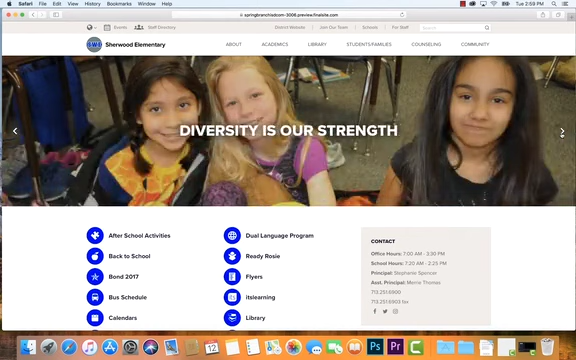 Safari File Edit View History Bookmarks Window Help
Tue 2:59 PM
springbranchisdcom-3006.preview.finalsite.com
Events Staff Directory District Website Join Our Team Schools For Staff Search
SWE Sherwood Elementary ABOUT ACADEMICS LIBRARY STUDENTS/FAMILIES COUNSELING COMMUNITY
DIVERSITY IS OUR STRENGTH
After School Activities
Back to School
Bond 2017
Bus Schedule
Calendars
Dual Language Program
Ready Rosie
Flyers
itslearning
Library
CONTACT
Office Hours: 7:00 AM - 3:30 PM
School Hours: 7:20 AM - 2:25 PM
Principal: Stephanie Spencer
Asst. Principal: Merrie Thomas
713.251.6900
713.251.6903 fax
12
Ps Pr